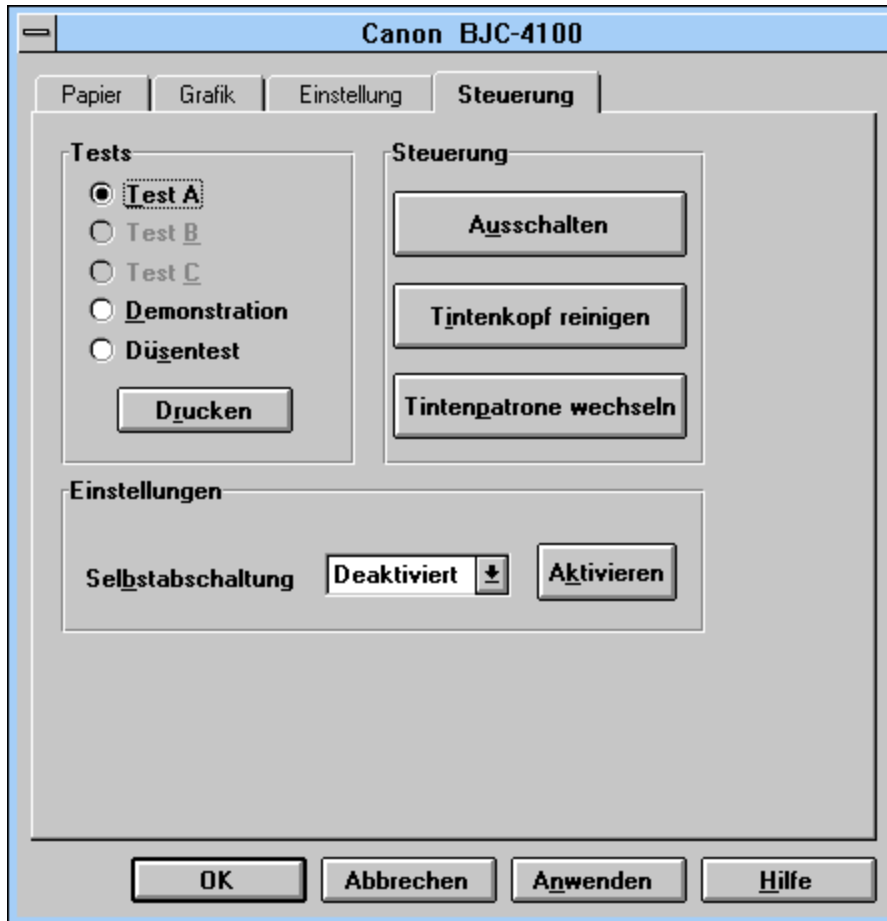 Canon BJC-4100
Papier Grafik Einstellung Steuerung
Tests
Test A
Test B
Test C
Demonstration
Düsentest
Drucken
Steuerung
Ausschalten
Tintenkopf reinigen
Tintenpatrone wechseln
Einstellungen
Selbstabschaltung Deaktiviert Aktivieren
OK Abbrechen Anwenden Hilfe